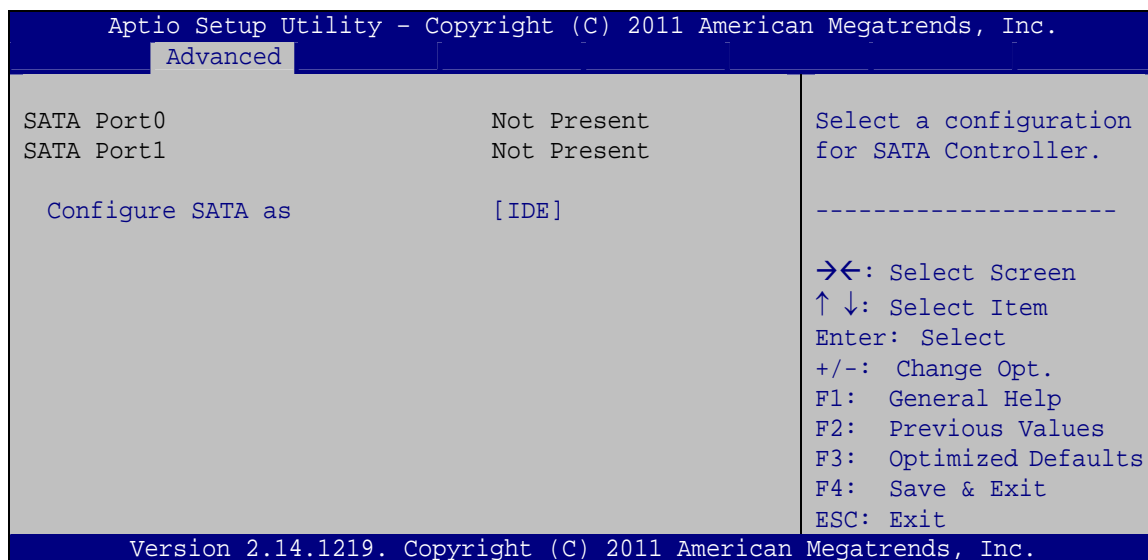 Aptio Setup Utility – Copyright (C) 2011 American Megatrends, Inc.
Advanced
SATA Port0 Not Present
SATA Port1 Not Present
Configure SATA as [IDE]
Select a configuration
for SATA Controller.
---------------------
→←: Select Screen
↑ ↓: Select Item
Enter: Select
+/-: Change Opt.
F1: General Help
F2: Previous Values
F3: Optimized Defaults
F4: Save & Exit
ESC: Exit
Version 2.14.1219. Copyright (C) 2011 American Megatrends, Inc.